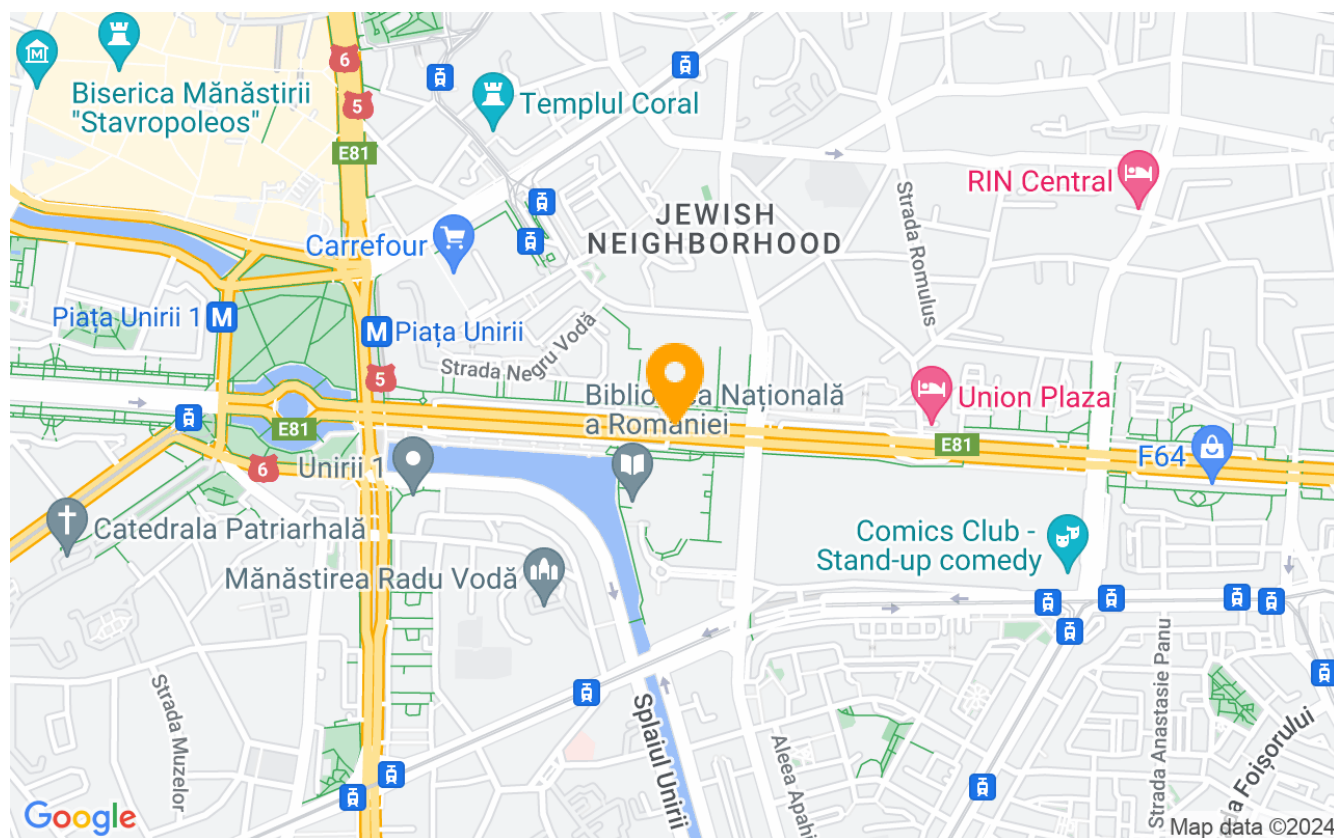 6
Biserica Mănăstirii
"Stavropoleos"
5
Templul Coral
E81
RIN Central
JEWISH
NEIGHBORHOOD
Strada Romulus
Carrefour
Piața Unirii 1
M
M
Piața Unirii
Strada Negru Vodă
5
Biblioteca Națională
a României
Union Plaza
E81
E81
F64
6
Unirii 1
Catedrala Patriarhală
Comics Club -
Stand-up comedy
Mănăstirea Radu Vodă
Strada Muzelor
Splaiul Unirii
Aleea Apahi
Strada Anastasie Panu
a Foișorului
Google
Map data ©2024